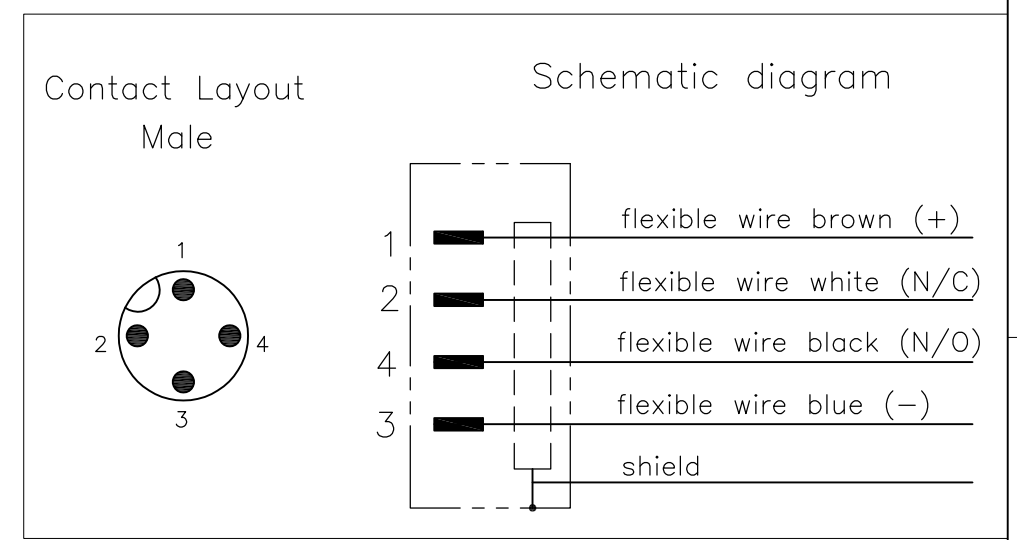 Contact Layout
Male
1
2
4
3
Schematic diagram
1 flexible wire brown (+)
2 flexible wire white (N/C)
4 flexible wire black (N/O)
3 flexible wire blue (-)
shield